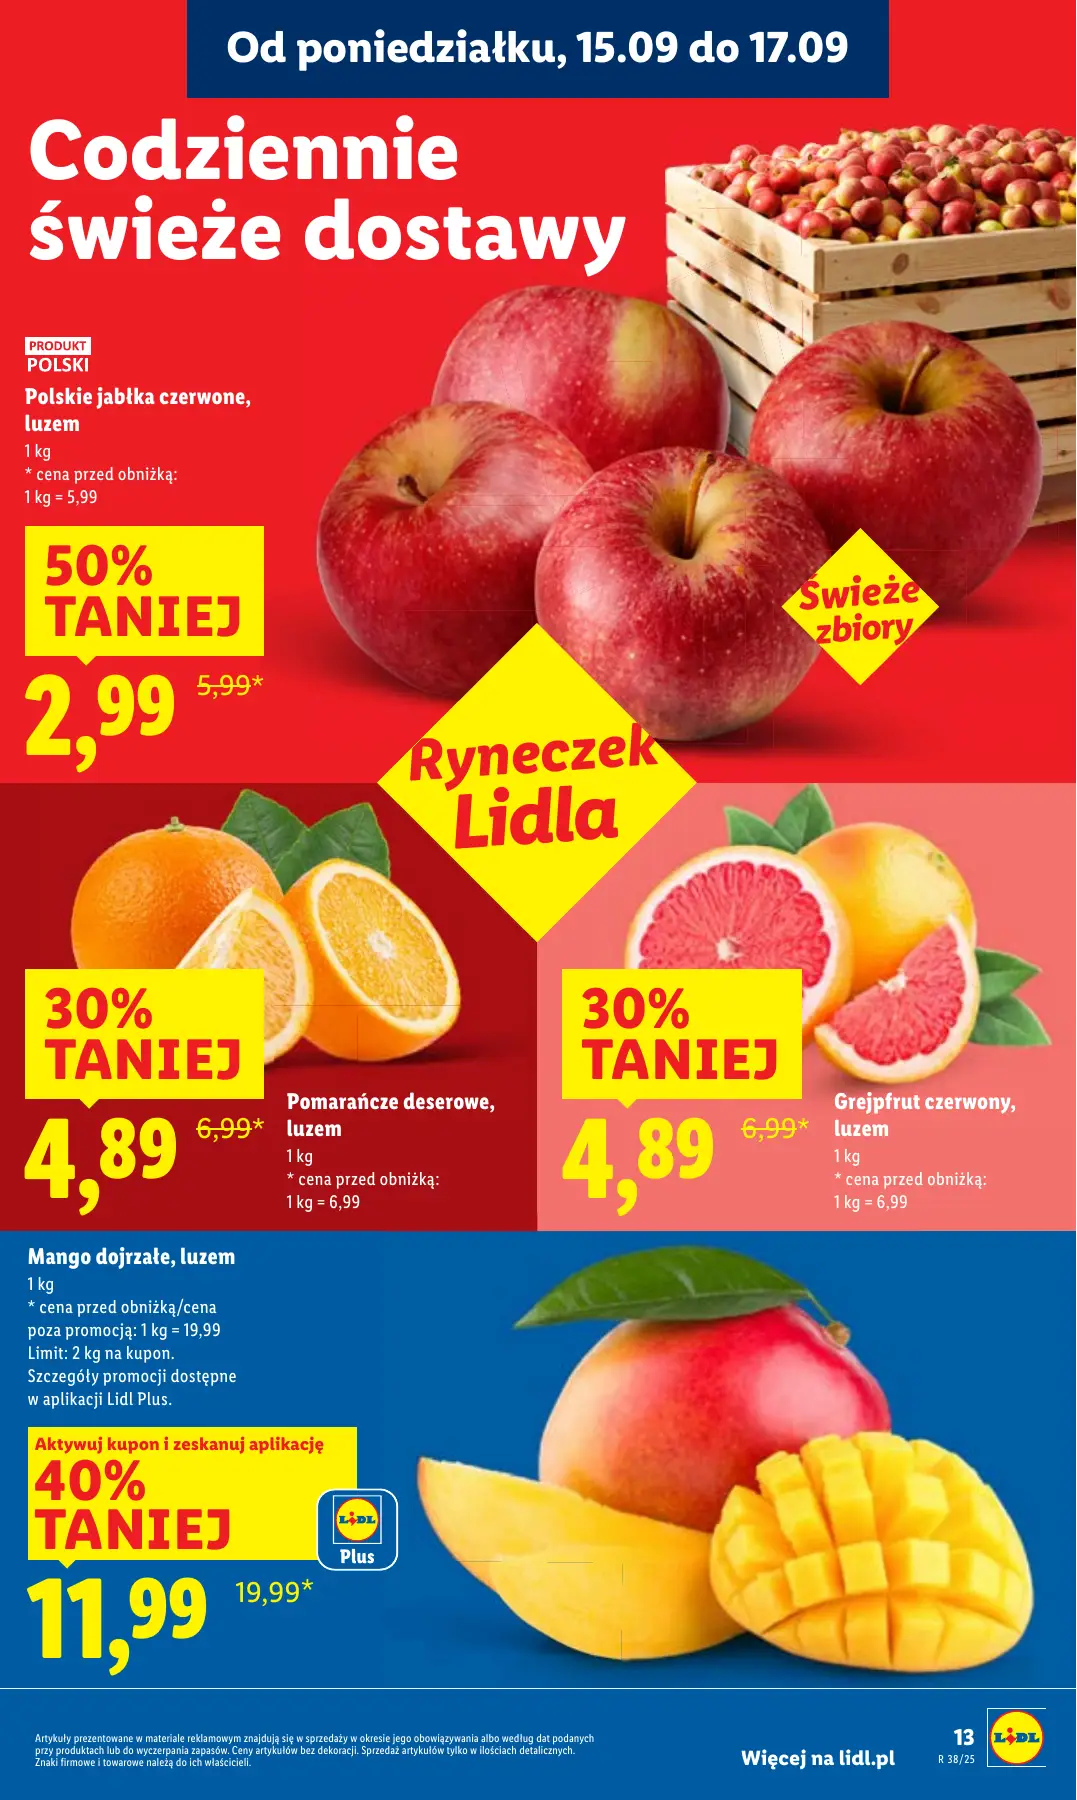 Od poniedziałku, 15.09 do 17.09
Codziennie
świeże dostawy
PRODUKT
POLSKI
Polskie jabłka czerwone,
luzem
1 kg
* cena przed obniżką:
1 kg = 5,99
50%
TANIEJ
2,99
5,99*
Świeże
zbiory
Ryneczek
Lidla
30%
TANIEJ
4,89
6,99*
Pomarańcze deserowe,
luzem
1 kg
* cena przed obniżką:
1 kg = 6,99
30%
TANIEJ
4,89
6,99*
Grejpfrut czerwony,
luzem
1 kg
* cena przed obniżką:
1 kg = 6,99
Mango dojrzałe, luzem
1 kg
* cena przed obniżką/cena
poza promocją: 1 kg = 19,99
Limit: 2 kg na kupon.
Szczegóły promocji dostępne
w aplikacji Lidl Plus.
Aktywuj kupon i zeskanuj aplikację
40%
TANIEJ
LIDL
Plus
11,99
19,99*
Artykuły prezentowane w materiale reklamowym znajdują się w sprzedaży w okresie jego obowiązywania albo według dat podanych
przy produktach lub do wyczerpania zapasów. Ceny artykułów bez dekoracji. Sprzedaż artykułów tylko w ilościach detalicznych.
Znaki firmowe i towarowe należą do ich właścicieli.
Więcej na lidl.pl
13
R 38/25
LIDL